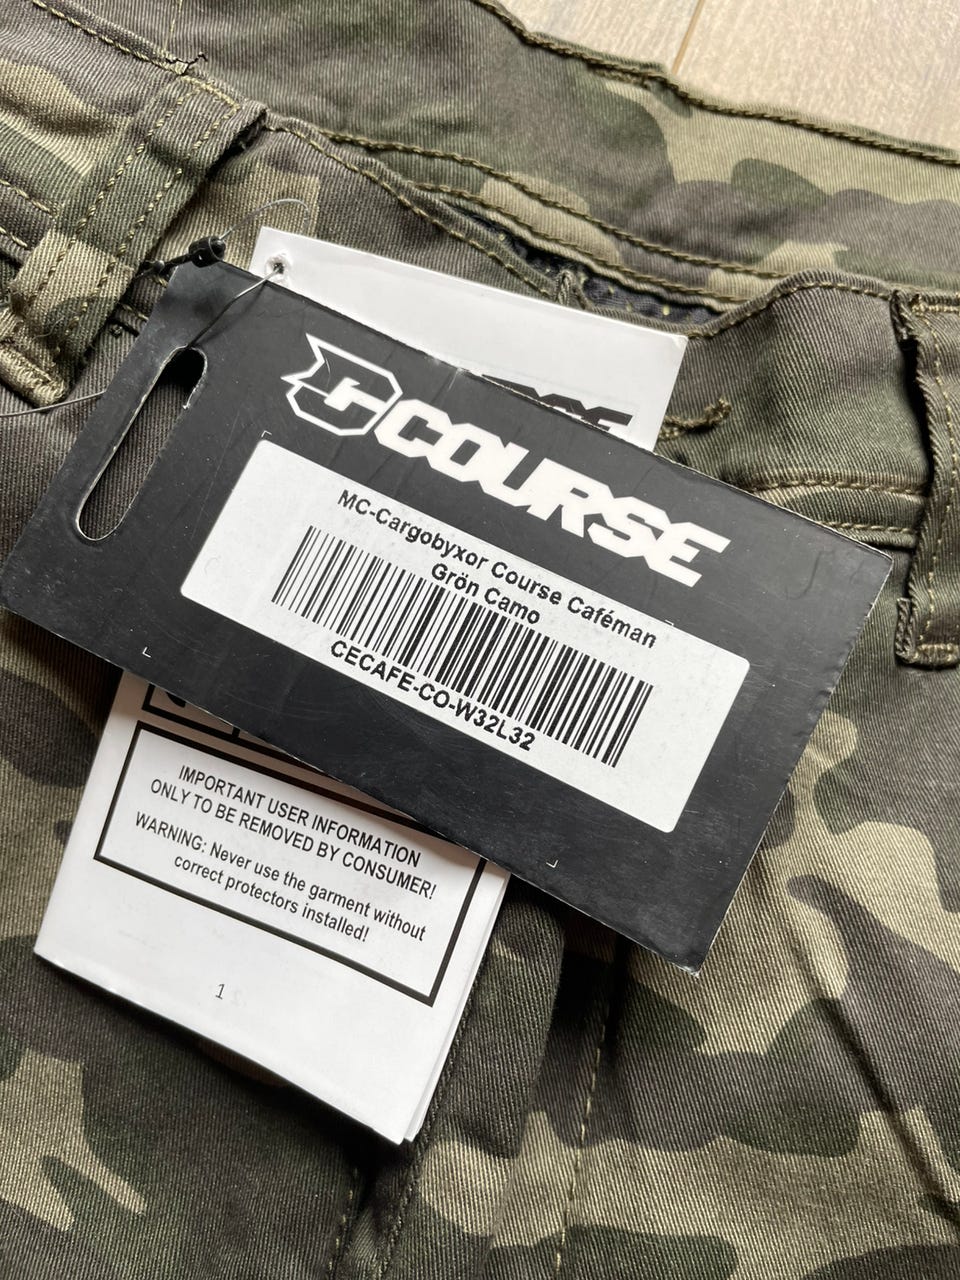 COURSE
MC-Cargobyxor Course Caféman
Grön Camo
CECAFE-CO-W32L32
IMPORTANT USER INFORMATION
ONLY TO BE REMOVED BY CONSUMER!
WARNING: Never use the garment without
correct protectors installed!
1